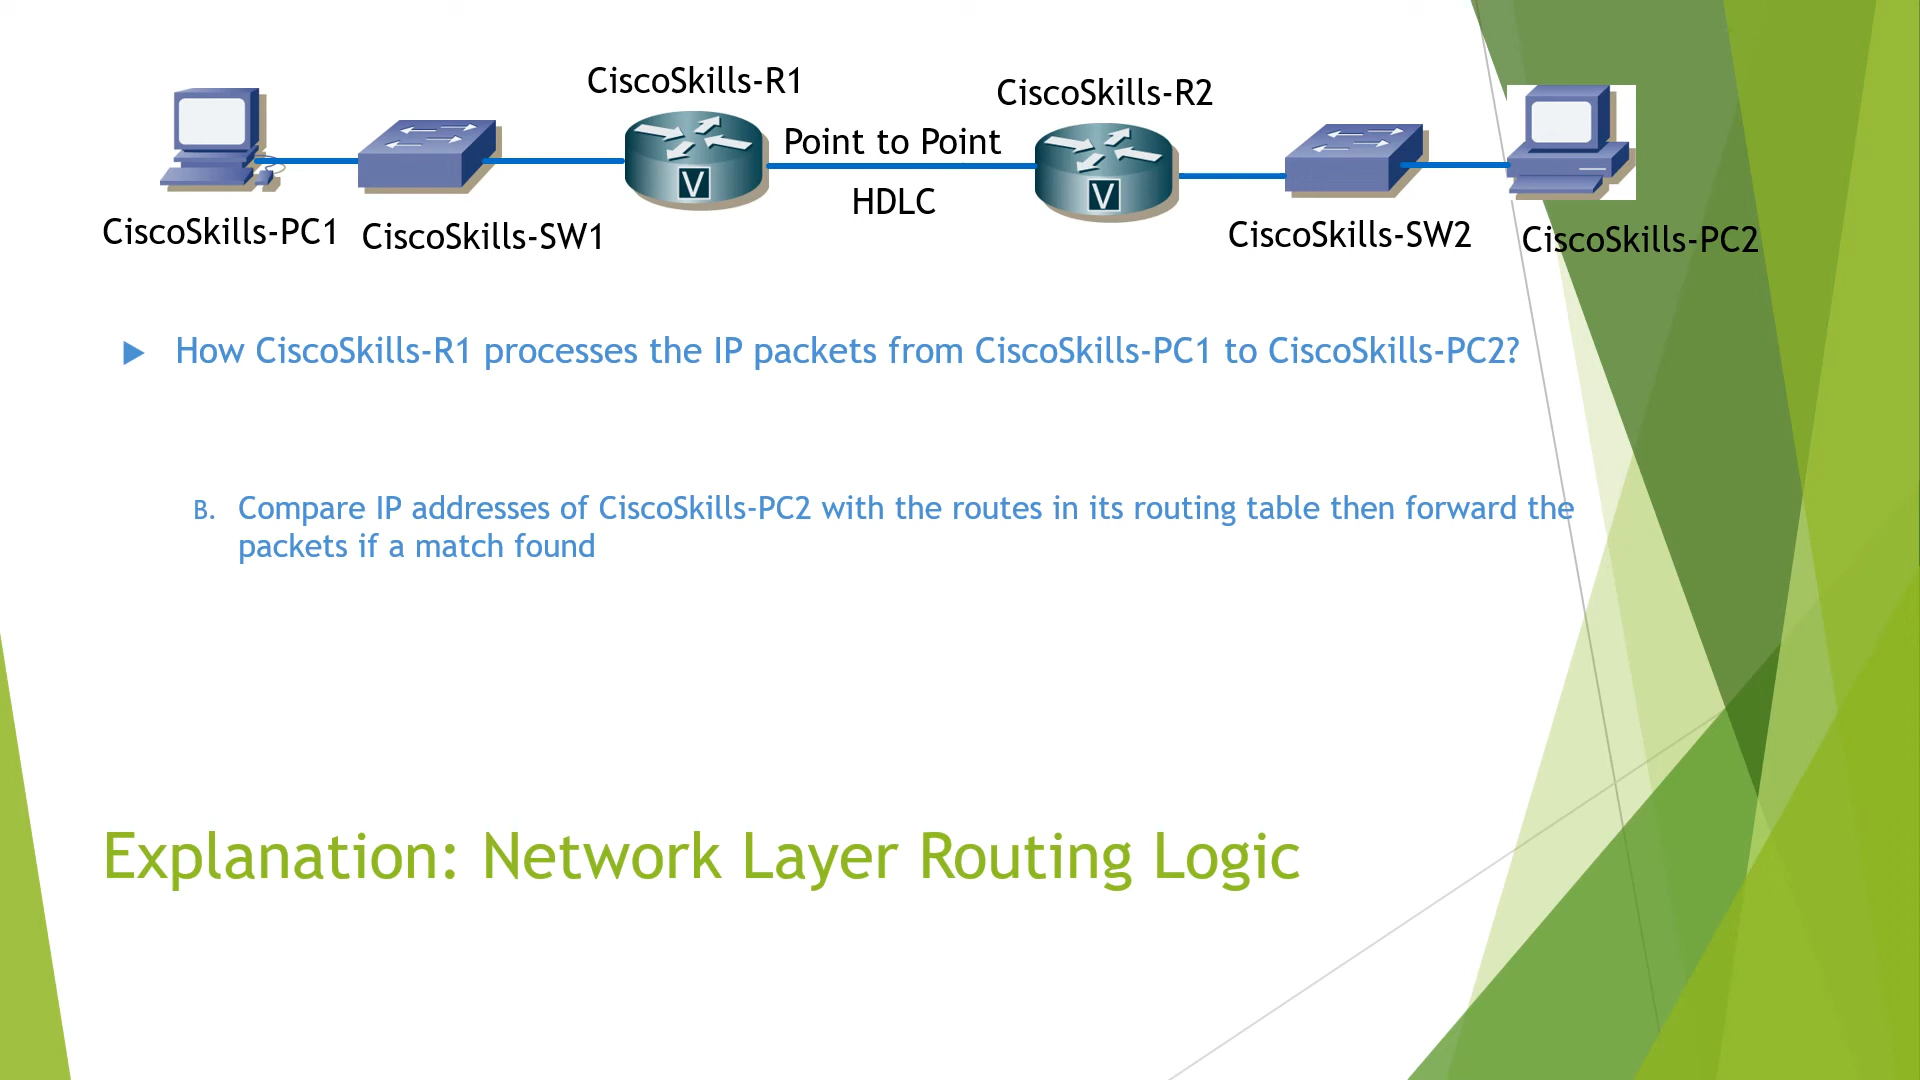 CiscoSkills-R1
CiscoSkills-R2
Point to Point
HDLC
V
V
CiscoSkills-PC1
CiscoSkills-SW1
CiscoSkills-SW2
CiscoSkills-PC2
How CiscoSkills-R1 processes the IP packets from CiscoSkills-PC1 to CiscoSkills-PC2?
B. Compare IP addresses of CiscoSkills-PC2 with the routes in its routing table then forward the
packets if a match found
Explanation: Network Layer Routing Logic